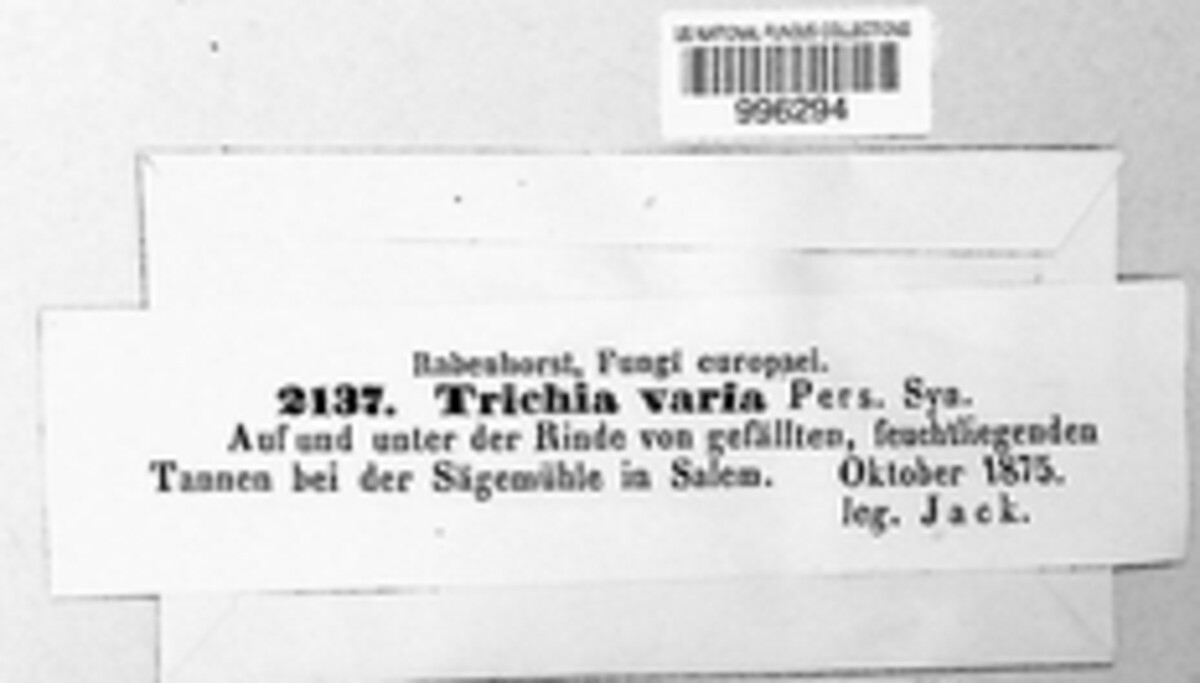 US NATIONAL FUNGUS COLLECTIONS
996294
Rabenhorst, Fungi europaei.
2137. Trichia varia Pers. Syn.
Auf und unter der Rinde von gefällten, feuchtliegenden
Tannen bei der Sägemühle in Salem. Oktober 1875.
leg. Jack.